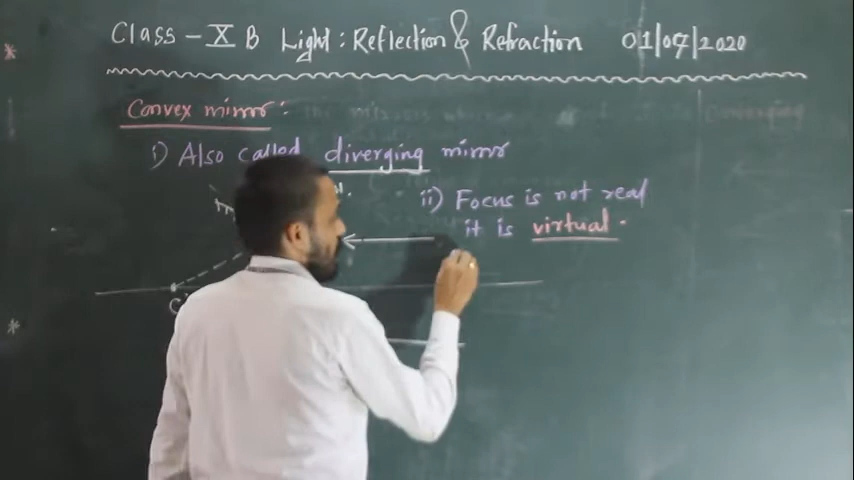 Class - X B Light : Reflection & Refraction 01/07/2020
Convex mirror :
i) Also called diverging mirror
ii) Focus is not real
it is virtual.
C